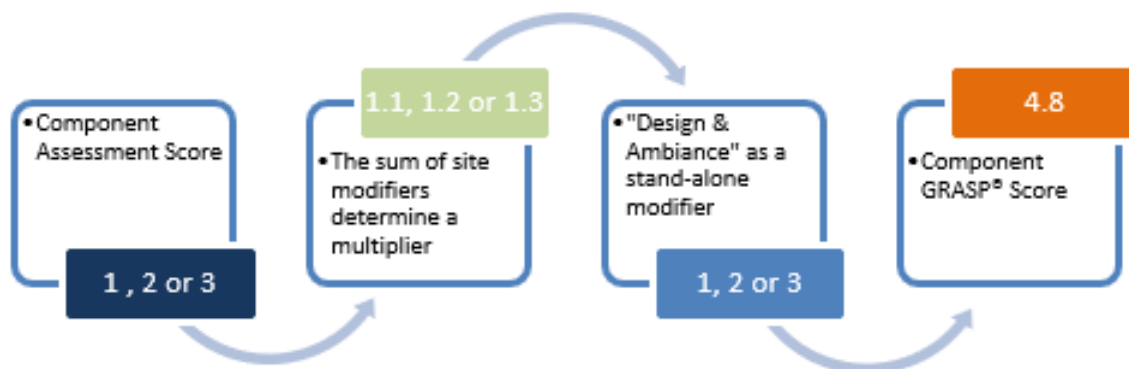 •Component
Assessment Score
1 , 2 or 3
1.1, 1.2 or 1.3
•The sum of site
modifiers
determine a
multiplier
•"Design &
Ambiance" as a
stand-alone
modifier
1, 2 or 3
4.8
•Component
GRASP® Score